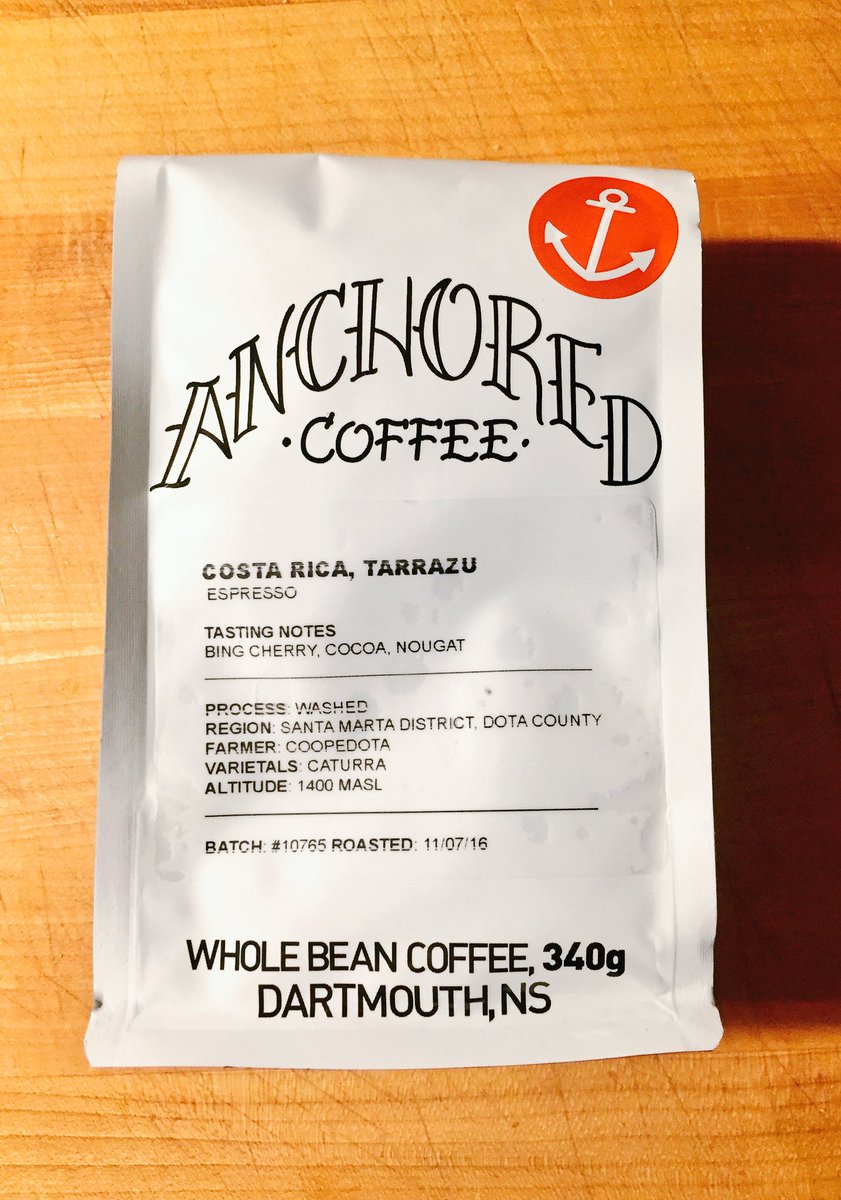 ANCHORED
·COFFEE·
COSTA RICA, TARRAZU
ESPRESSO
TASTING NOTES
BING CHERRY, COCOA, NOUGAT
PROCESS: WASHED
REGION: SANTA MARTA DISTRICT, DOTA COUNTY
FARMER: COOPEDOTA
VARIETALS: CATURRA
ALTITUDE: 1400 MASL
BATCH: #10765 ROASTED: 11/07/16
WHOLE BEAN COFFEE, 340g
DARTMOUTH, NS